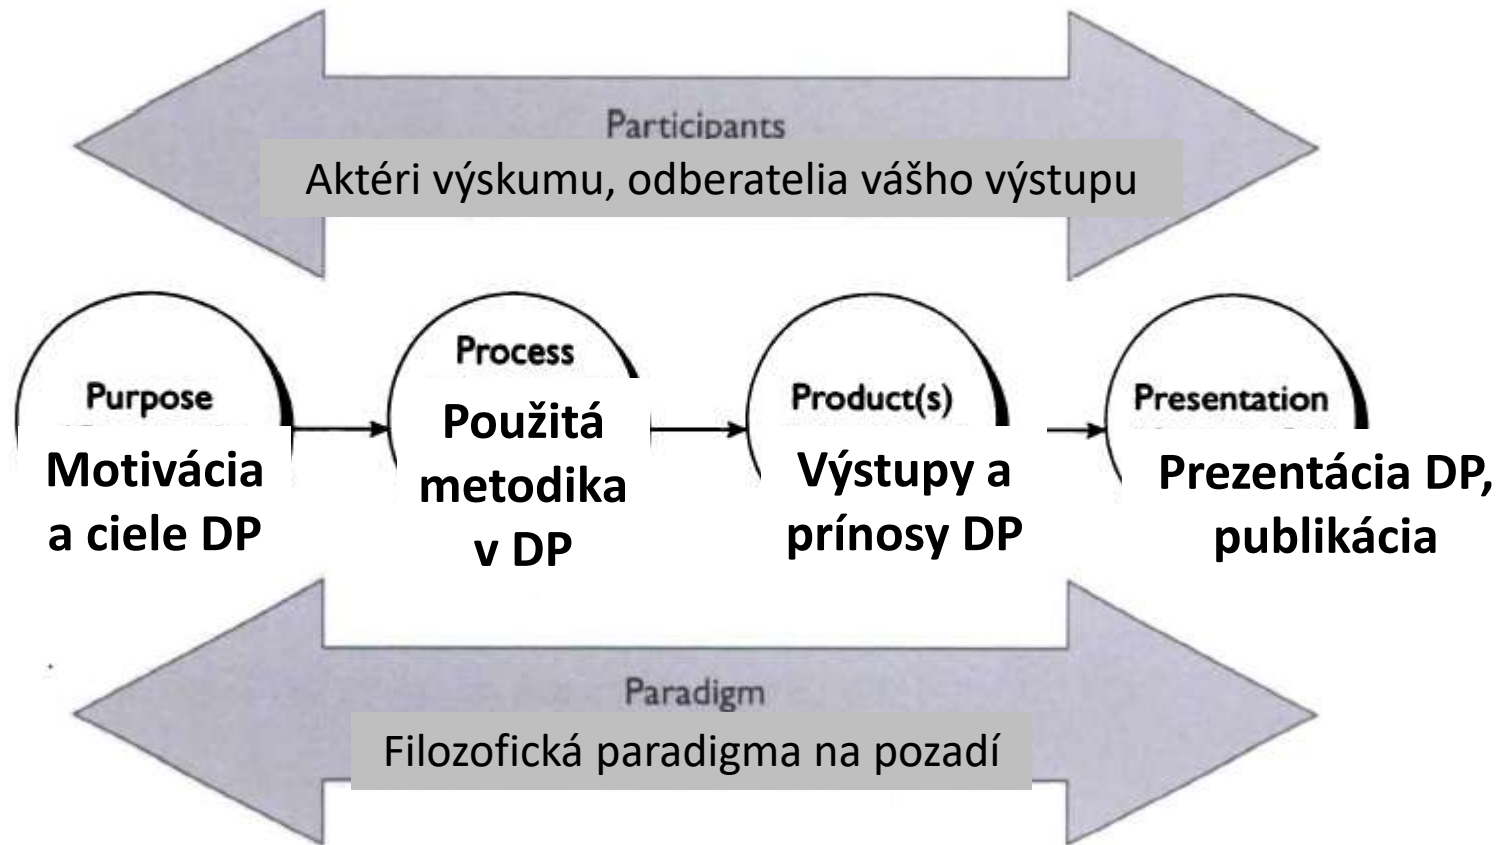 Participants
Aktéri výskumu, odberatelia vášho výstupu
Purpose
Motivácia
a ciele DP
Process
Použitá
metodika
v DP
Product(s)
Výstupy a
prínosy DP
Presentation
Prezentácia DP,
publikácia
Paradigm
Filozofická paradigma na pozadí